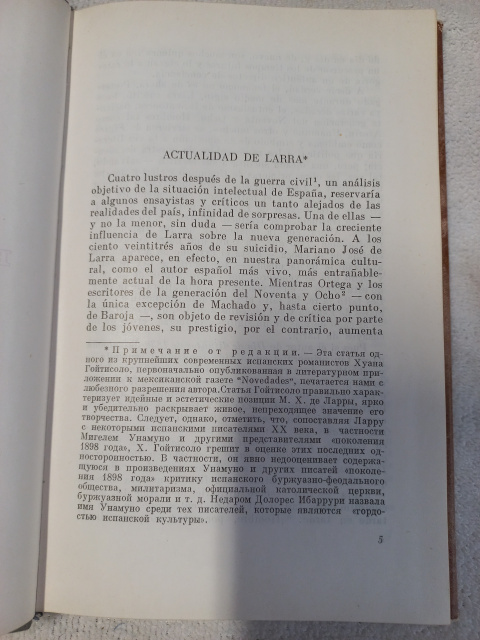 ACTUALIDAD DE LARRA*
Cuatro lustros después de la guerra civil¹, un análisis
objetivo de la situación intelectual de España, reservaría
a algunos ensayistas y críticos un tanto alejados de las
realidades del país, infinidad de sorpresas. Una de ellas —
y no la menor, sin duda — sería comprobar la creciente
influencia de Larra sobre la nueva generación. A los
ciento veintitrés años de su suicidio, Mariano José de
Larra aparece, en efecto, en nuestra panorámica cultu-
ral, como el autor español más vivo, más entrañable-
mente actual de la hora presente. Mientras Ortega y los
escritores de la generación del Noventa y Ocho² — con
la única excepción de Machado y, hasta cierto punto,
de Baroja —, son objeto de revisión y de crítica por parte
de los jóvenes, su prestigio, por el contrario, aumenta
* Примечание от редакции. — Эта статья од-
ного из крупнейших современных испанских романистов Хуана
Гойтисоло, первоначально опубликованная в литературном при-
ложении к мексиканской газете "Novedades", печатается нами с
любезного разрешения автора.Статья Гойтисоло правильно харак-
теризует идейные и эстетические позиции М. Х. де Ларры, ярко
и убедительно раскрывает живое, непреходящее значение его
творчества. Следует, однако, отметить, что, сопоставляя Ларру
с некоторыми испанскими писателями XX века, в частности
Мигелем Унамуно и другими представителями «поколения
1898 года», Х. Гойтисоло грешит в оценке этих последних од-
носторонностью. В частности, он явно недооценивает содержа-
щуюся в произведениях Унамуно и других писателей «поколе-
ния 1898 года» критику испанского буржуазно-феодального
общества, милитаризма, официальной католической церкви,
буржуазной морали и т. д. Недаром Долорес Ибаррури назвала
имя Унамуно среди тех писателей, которые являются «гордо-
стью испанской культуры».
5